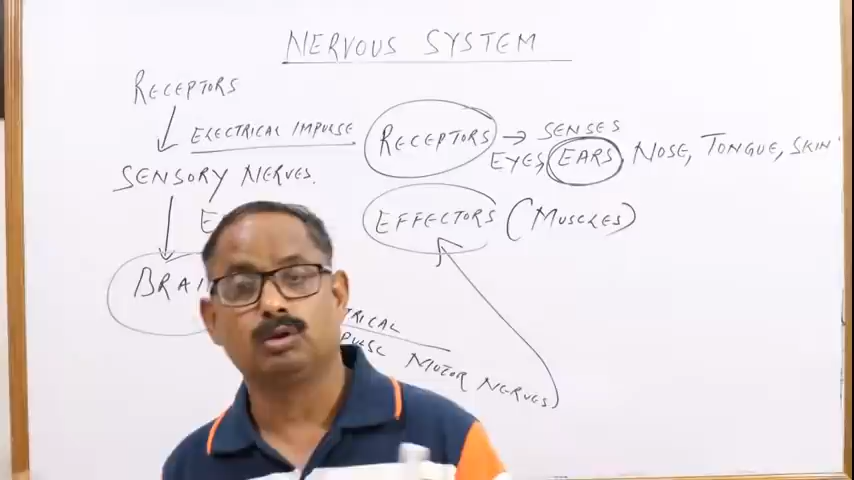 NERVOUS SYSTEM
RECEPTORS
ELECTRICAL IMPULSE
SENSORY NERVES.
RECEPTORS → SENSES
EYES, EARS, NOSE, TONGUE, SKIN
EFFECTORS (MUSCLES)
MOTOR NERVES